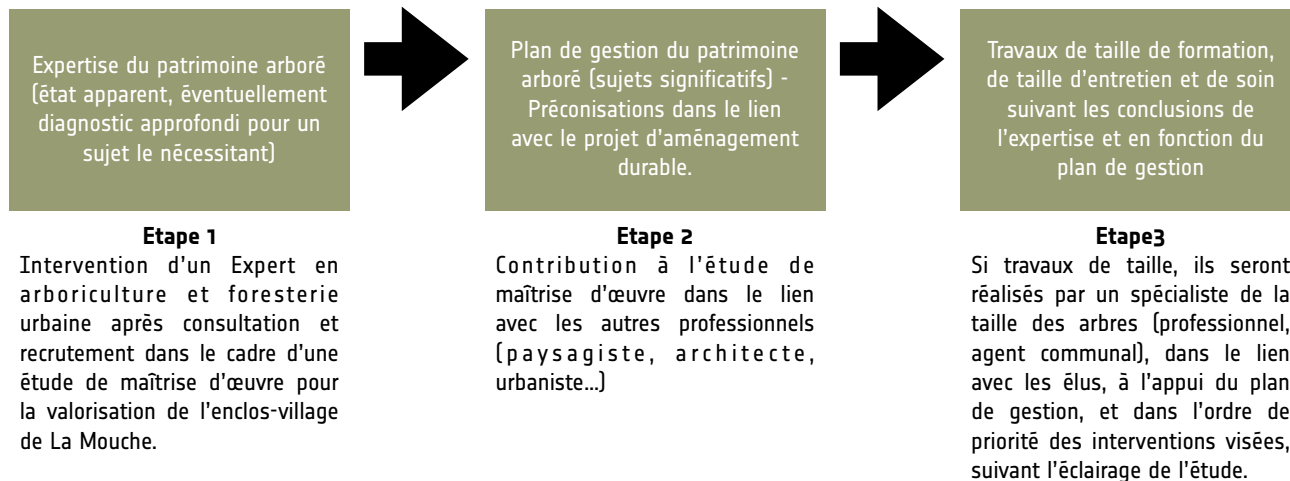 Expertise du patrimoine arboré
(état apparent, éventuellement
diagnostic approfondi pour un
sujet le nécessitant)
Etape 1
Intervention d'un Expert en
arboriculture et foresterie
urbaine après consultation et
recrutement dans le cadre d'une
étude de maîtrise d'œuvre pour
la valorisation de l'enclos-village
de La Mouche.
Plan de gestion du patrimoine
arboré (sujets significatifs) -
Préconisations dans le lien
avec le projet d'aménagement
durable.
Etape 2
Contribution à l'étude de
maîtrise d'œuvre dans le lien
avec les autres professionnels
(paysagiste, architecte,
urbaniste...)
Travaux de taille de formation,
de taille d'entretien et de soin
suivant les conclusions de
l'expertise et en fonction du
plan de gestion
Etape3
Si travaux de taille, ils seront
réalisés par un spécialiste de la
taille des arbres (professionnel,
agent communal), dans le lien
avec les élus, à l'appui du plan
de gestion, et dans l'ordre de
priorité des interventions visées,
suivant l'éclairage de l'étude.